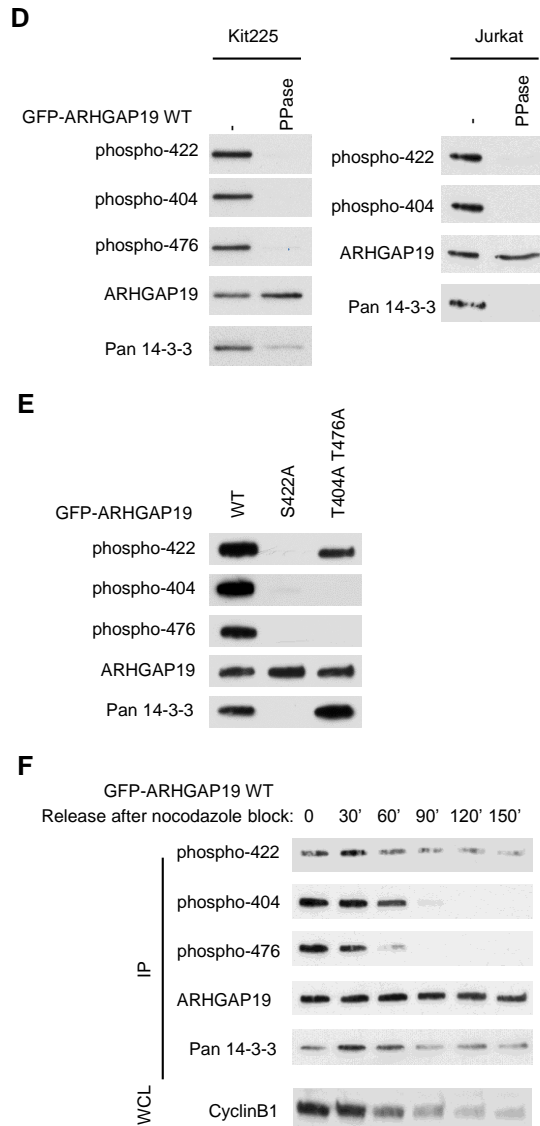 D
Kit225
Jurkat
GFP-ARHGAP19 WT
-
PPase
-
PPase
phospho-422
phospho-404
phospho-476
ARHGAP19
Pan 14-3-3
phospho-422
phospho-404
ARHGAP19
Pan 14-3-3
E
GFP-ARHGAP19
WT
S422A
T404A T476A
phospho-422
phospho-404
phospho-476
ARHGAP19
Pan 14-3-3
F
GFP-ARHGAP19 WT
Release after nocodazole block: 0 30’ 60’ 90’ 120’ 150’
IP
phospho-422
phospho-404
phospho-476
ARHGAP19
Pan 14-3-3
WCL
CyclinB1